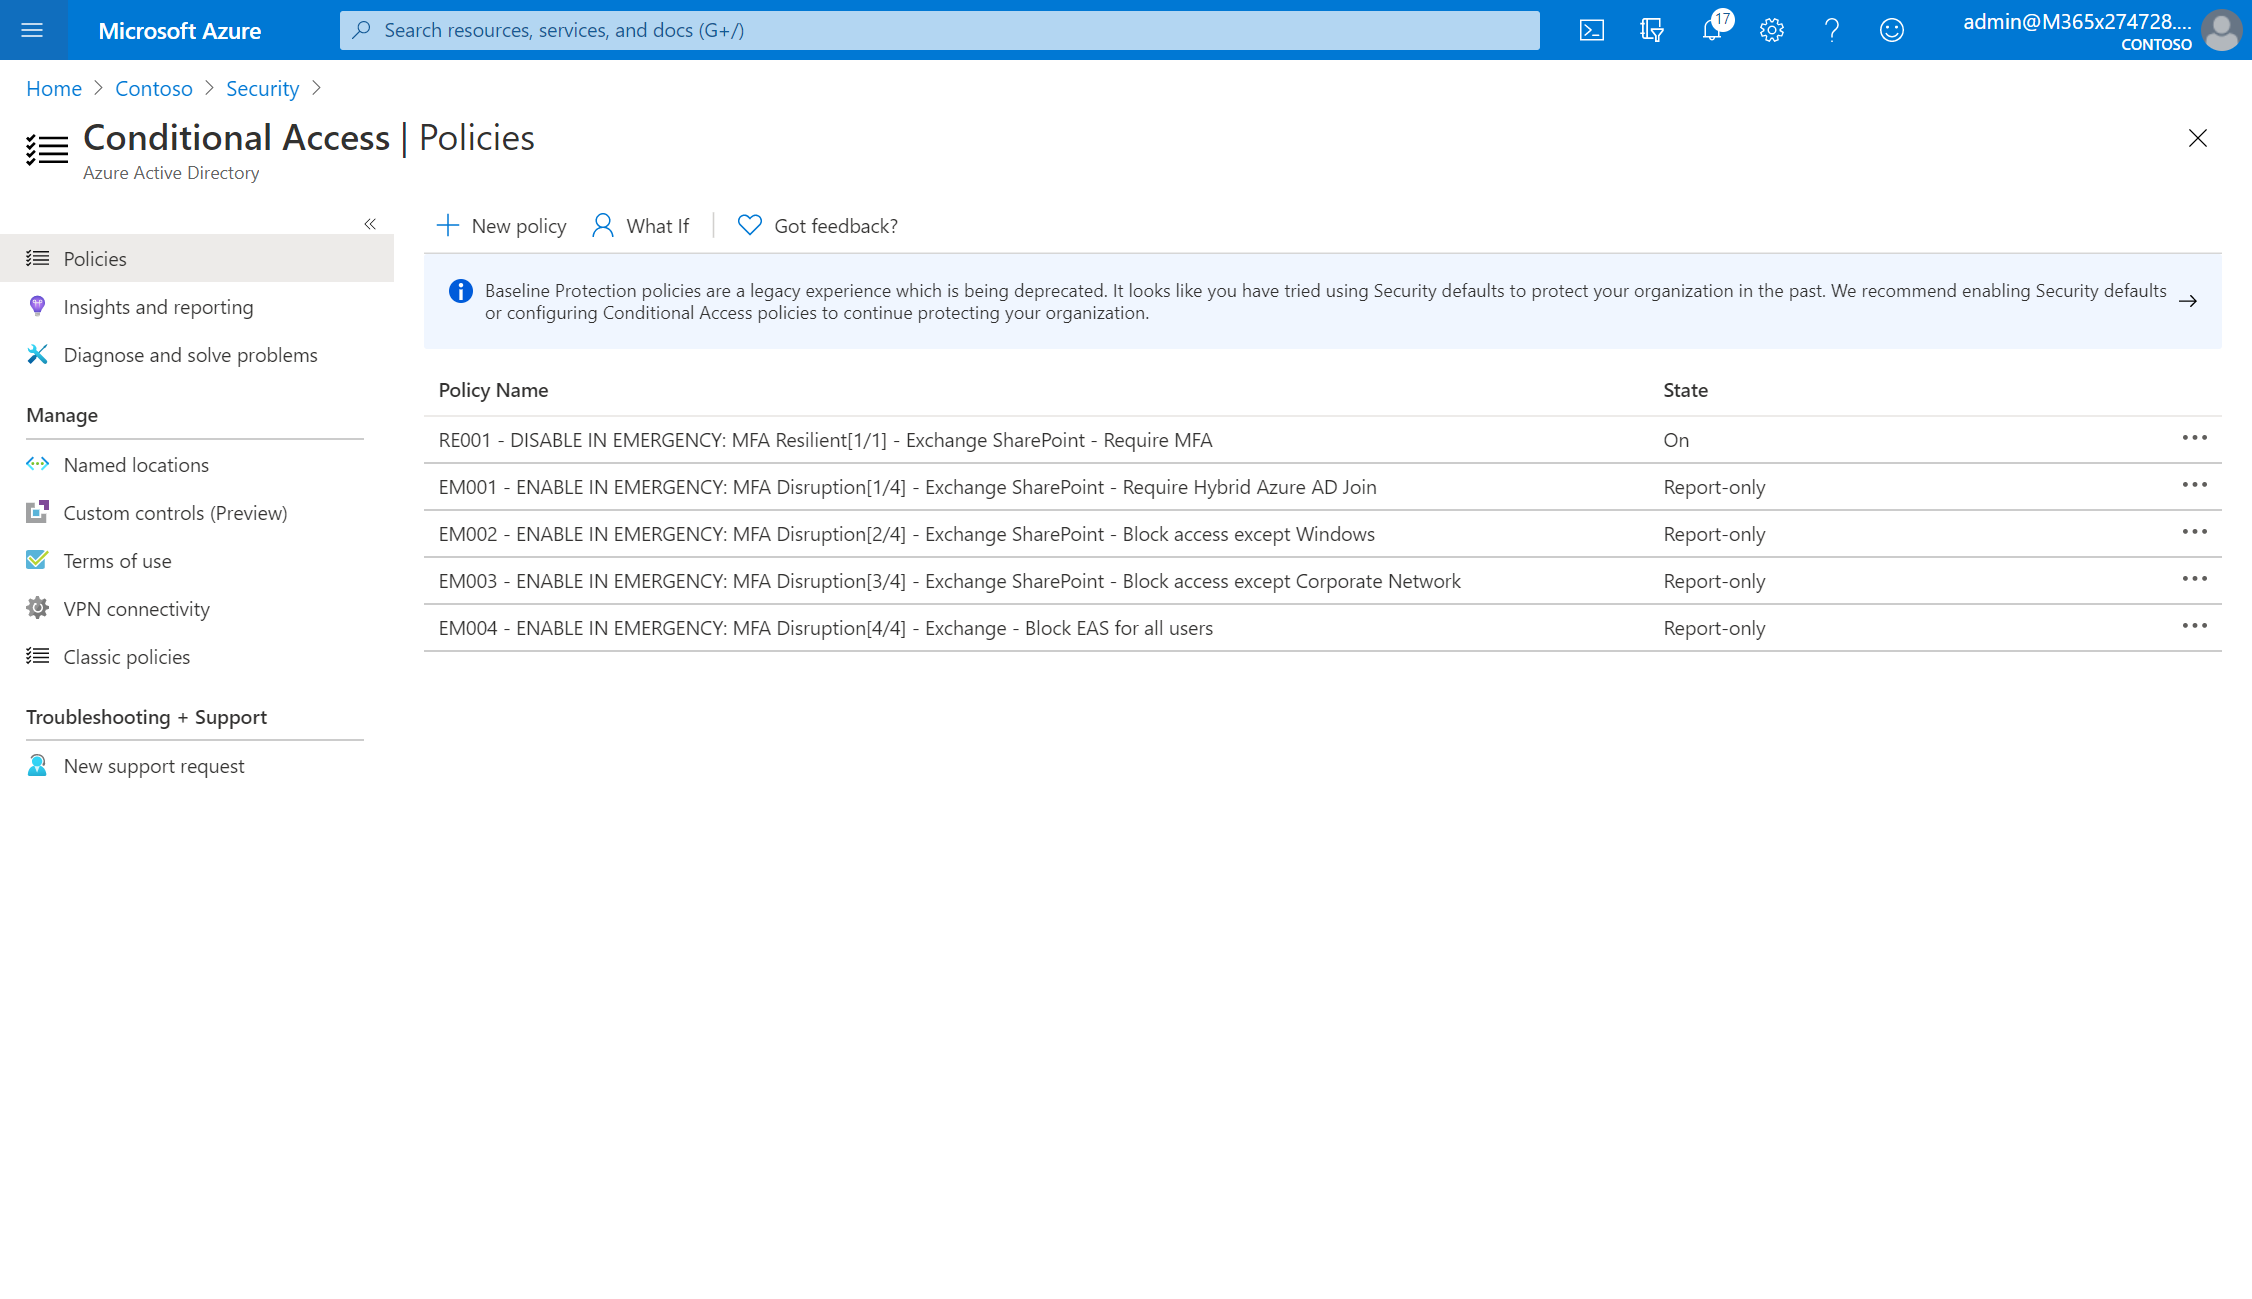 Microsoft Azure
Search resources, services, and docs (G+/)
17
admin@M365x274728....
CONTOSO
Home > Contoso > Security >
Conditional Access | Policies
Azure Active Directory
«
Policies
Insights and reporting
Diagnose and solve problems
Manage
Named locations
Custom controls (Preview)
Terms of use
VPN connectivity
Classic policies
Troubleshooting + Support
New support request
New policy What If Got feedback?
Baseline Protection policies are a legacy experience which is being deprecated. It looks like you have tried using Security defaults to protect your organization in the past. We recommend enabling Security defaults
or configuring Conditional Access policies to continue protecting your organization.
Policy Name State
RE001 - DISABLE IN EMERGENCY: MFA Resilient[1/1] - Exchange SharePoint - Require MFA On
EM001 - ENABLE IN EMERGENCY: MFA Disruption[1/4] - Exchange SharePoint - Require Hybrid Azure AD Join Report-only
EM002 - ENABLE IN EMERGENCY: MFA Disruption[2/4] - Exchange SharePoint - Block access except Windows Report-only
EM003 - ENABLE IN EMERGENCY: MFA Disruption[3/4] - Exchange SharePoint - Block access except Corporate Network Report-only
EM004 - ENABLE IN EMERGENCY: MFA Disruption[4/4] - Exchange - Block EAS for all users Report-only